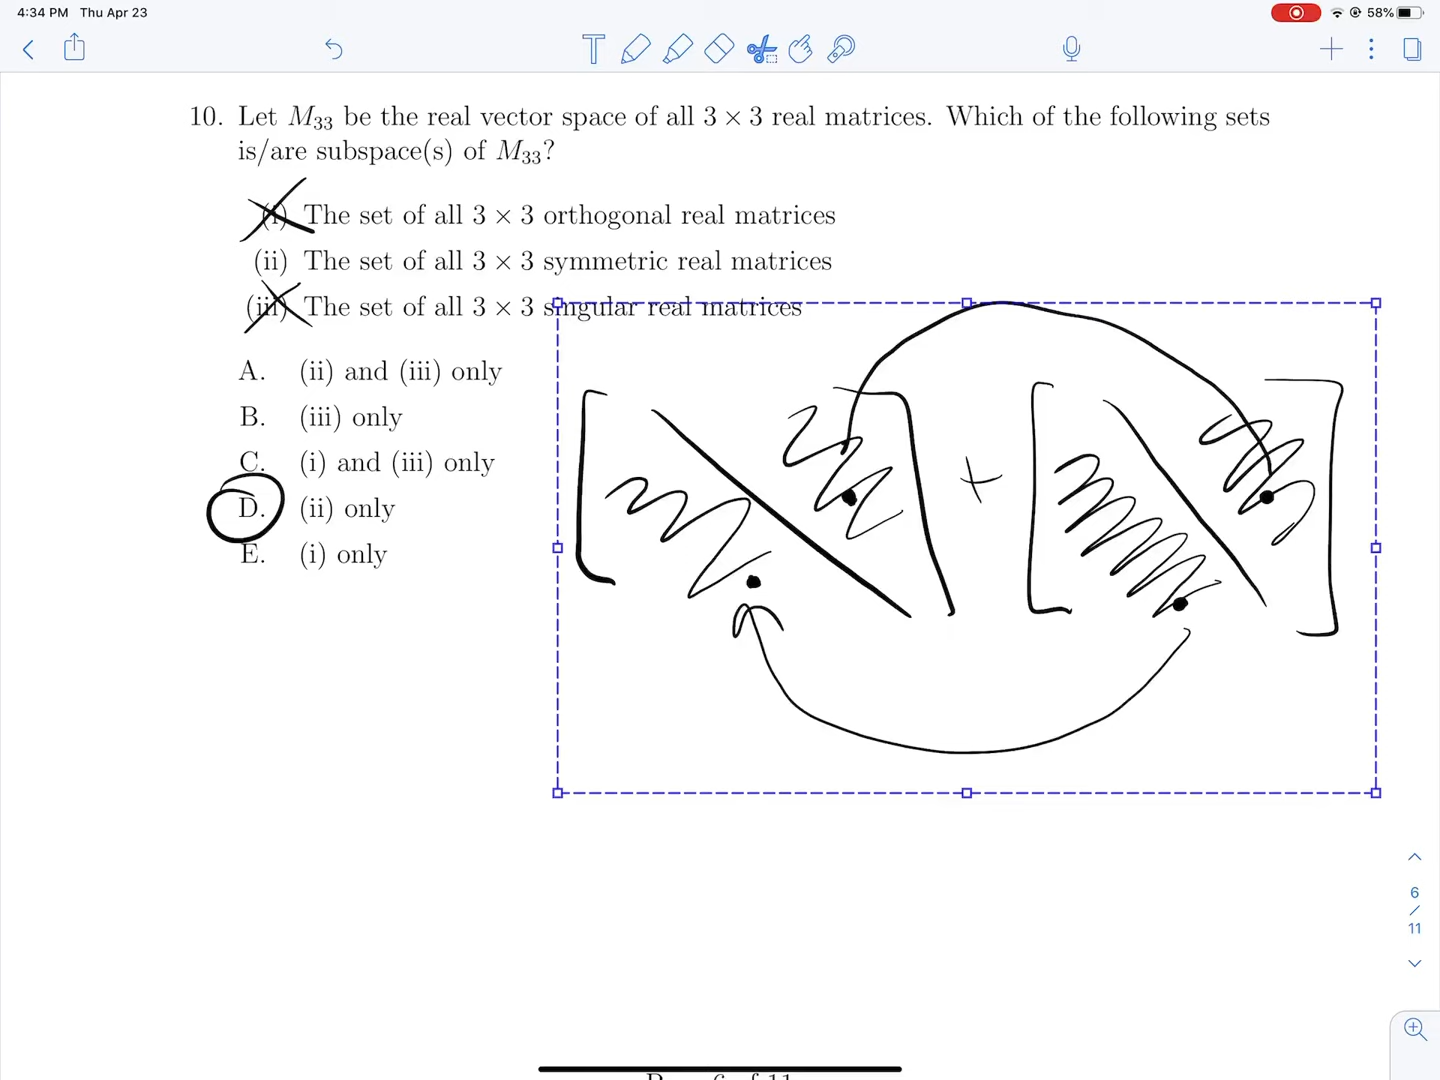 4:34 PM Thu Apr 23
58%
T
10. Let M₃₃ be the real vector space of all 3 × 3 real matrices. Which of the following sets
is/are subspace(s) of M₃₃?
(i) The set of all 3 × 3 orthogonal real matrices
(ii) The set of all 3 × 3 symmetric real matrices
(iii) The set of all 3 × 3 singular real matrices
A. (ii) and (iii) only
B. (iii) only
C. (i) and (iii) only
D. (ii) only
E. (i) only
+
6
/
11